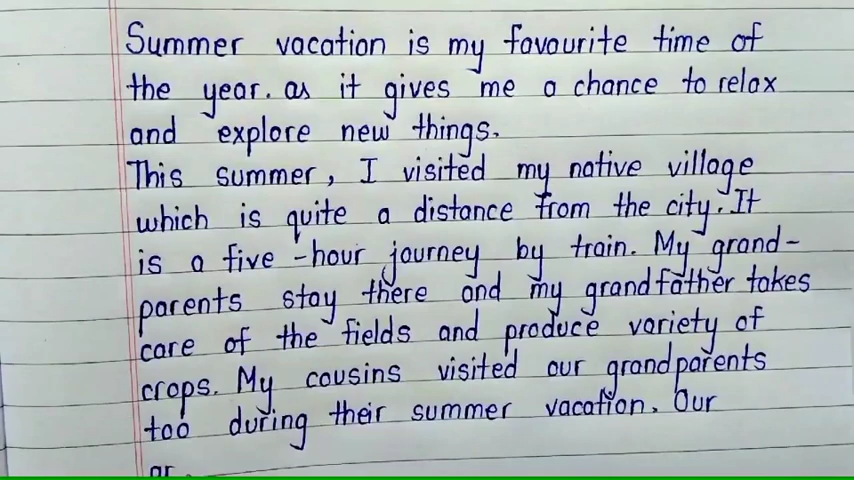 Summer vacation is my favourite time of
the year. as it gives me a chance to relax
and explore new things.
This summer, I visited my native village
which is quite a distance from the city. It
is a five-hour journey by train. My grand-
parents stay there and my grandfather takes
care of the fields and produce variety of
crops. My cousins visited our grandparents
too during their summer vacation. Our